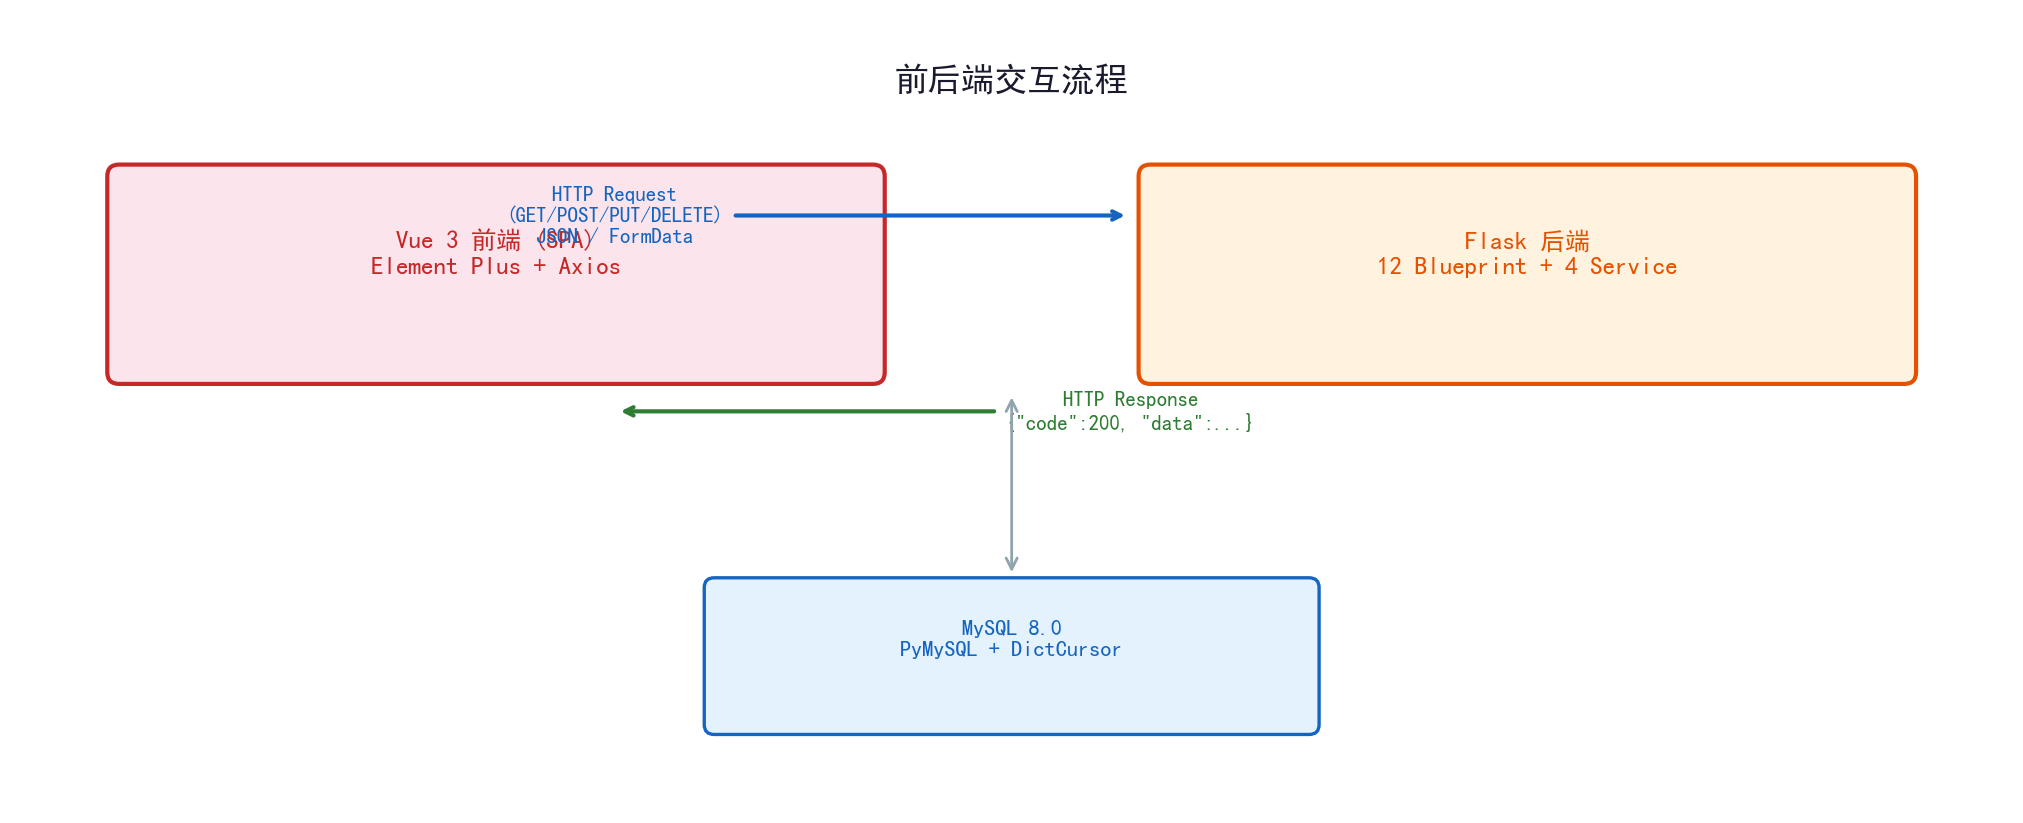 前后端交互流程
HTTP Request
(GET/POST/PUT/DELETE)
JSON / FormData
Vue 3 前端 (SPA)
Element Plus + Axios
Flask 后端
12 Blueprint + 4 Service
HTTP Response
{"code":200, "data":...}
MySQL 8.0
PyMySQL + DictCursor